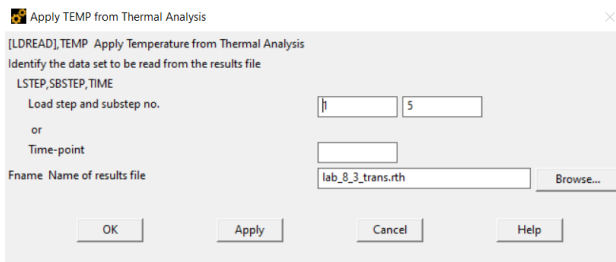 Apply TEMP from Thermal Analysis
[LDREAD],TEMP Apply Temperature from Thermal Analysis
Identify the data set to be read from the results file
LSTEP,SBSTEP,TIME
Load step and substep no. 1 5
or
Time-point
Fname Name of results file lab_8_3_trans.rth Browse...
OK Apply Cancel Help